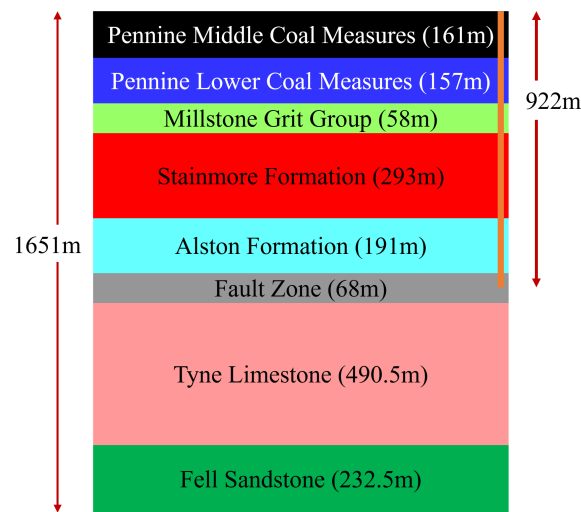 Pennine Middle Coal Measures (161m)
Pennine Lower Coal Measures (157m)
922m
Millstone Grit Group (58m)
Stainmore Formation (293m)
1651m
Alston Formation (191m)
Fault Zone (68m)
Tyne Limestone (490.5m)
Fell Sandstone (232.5m)